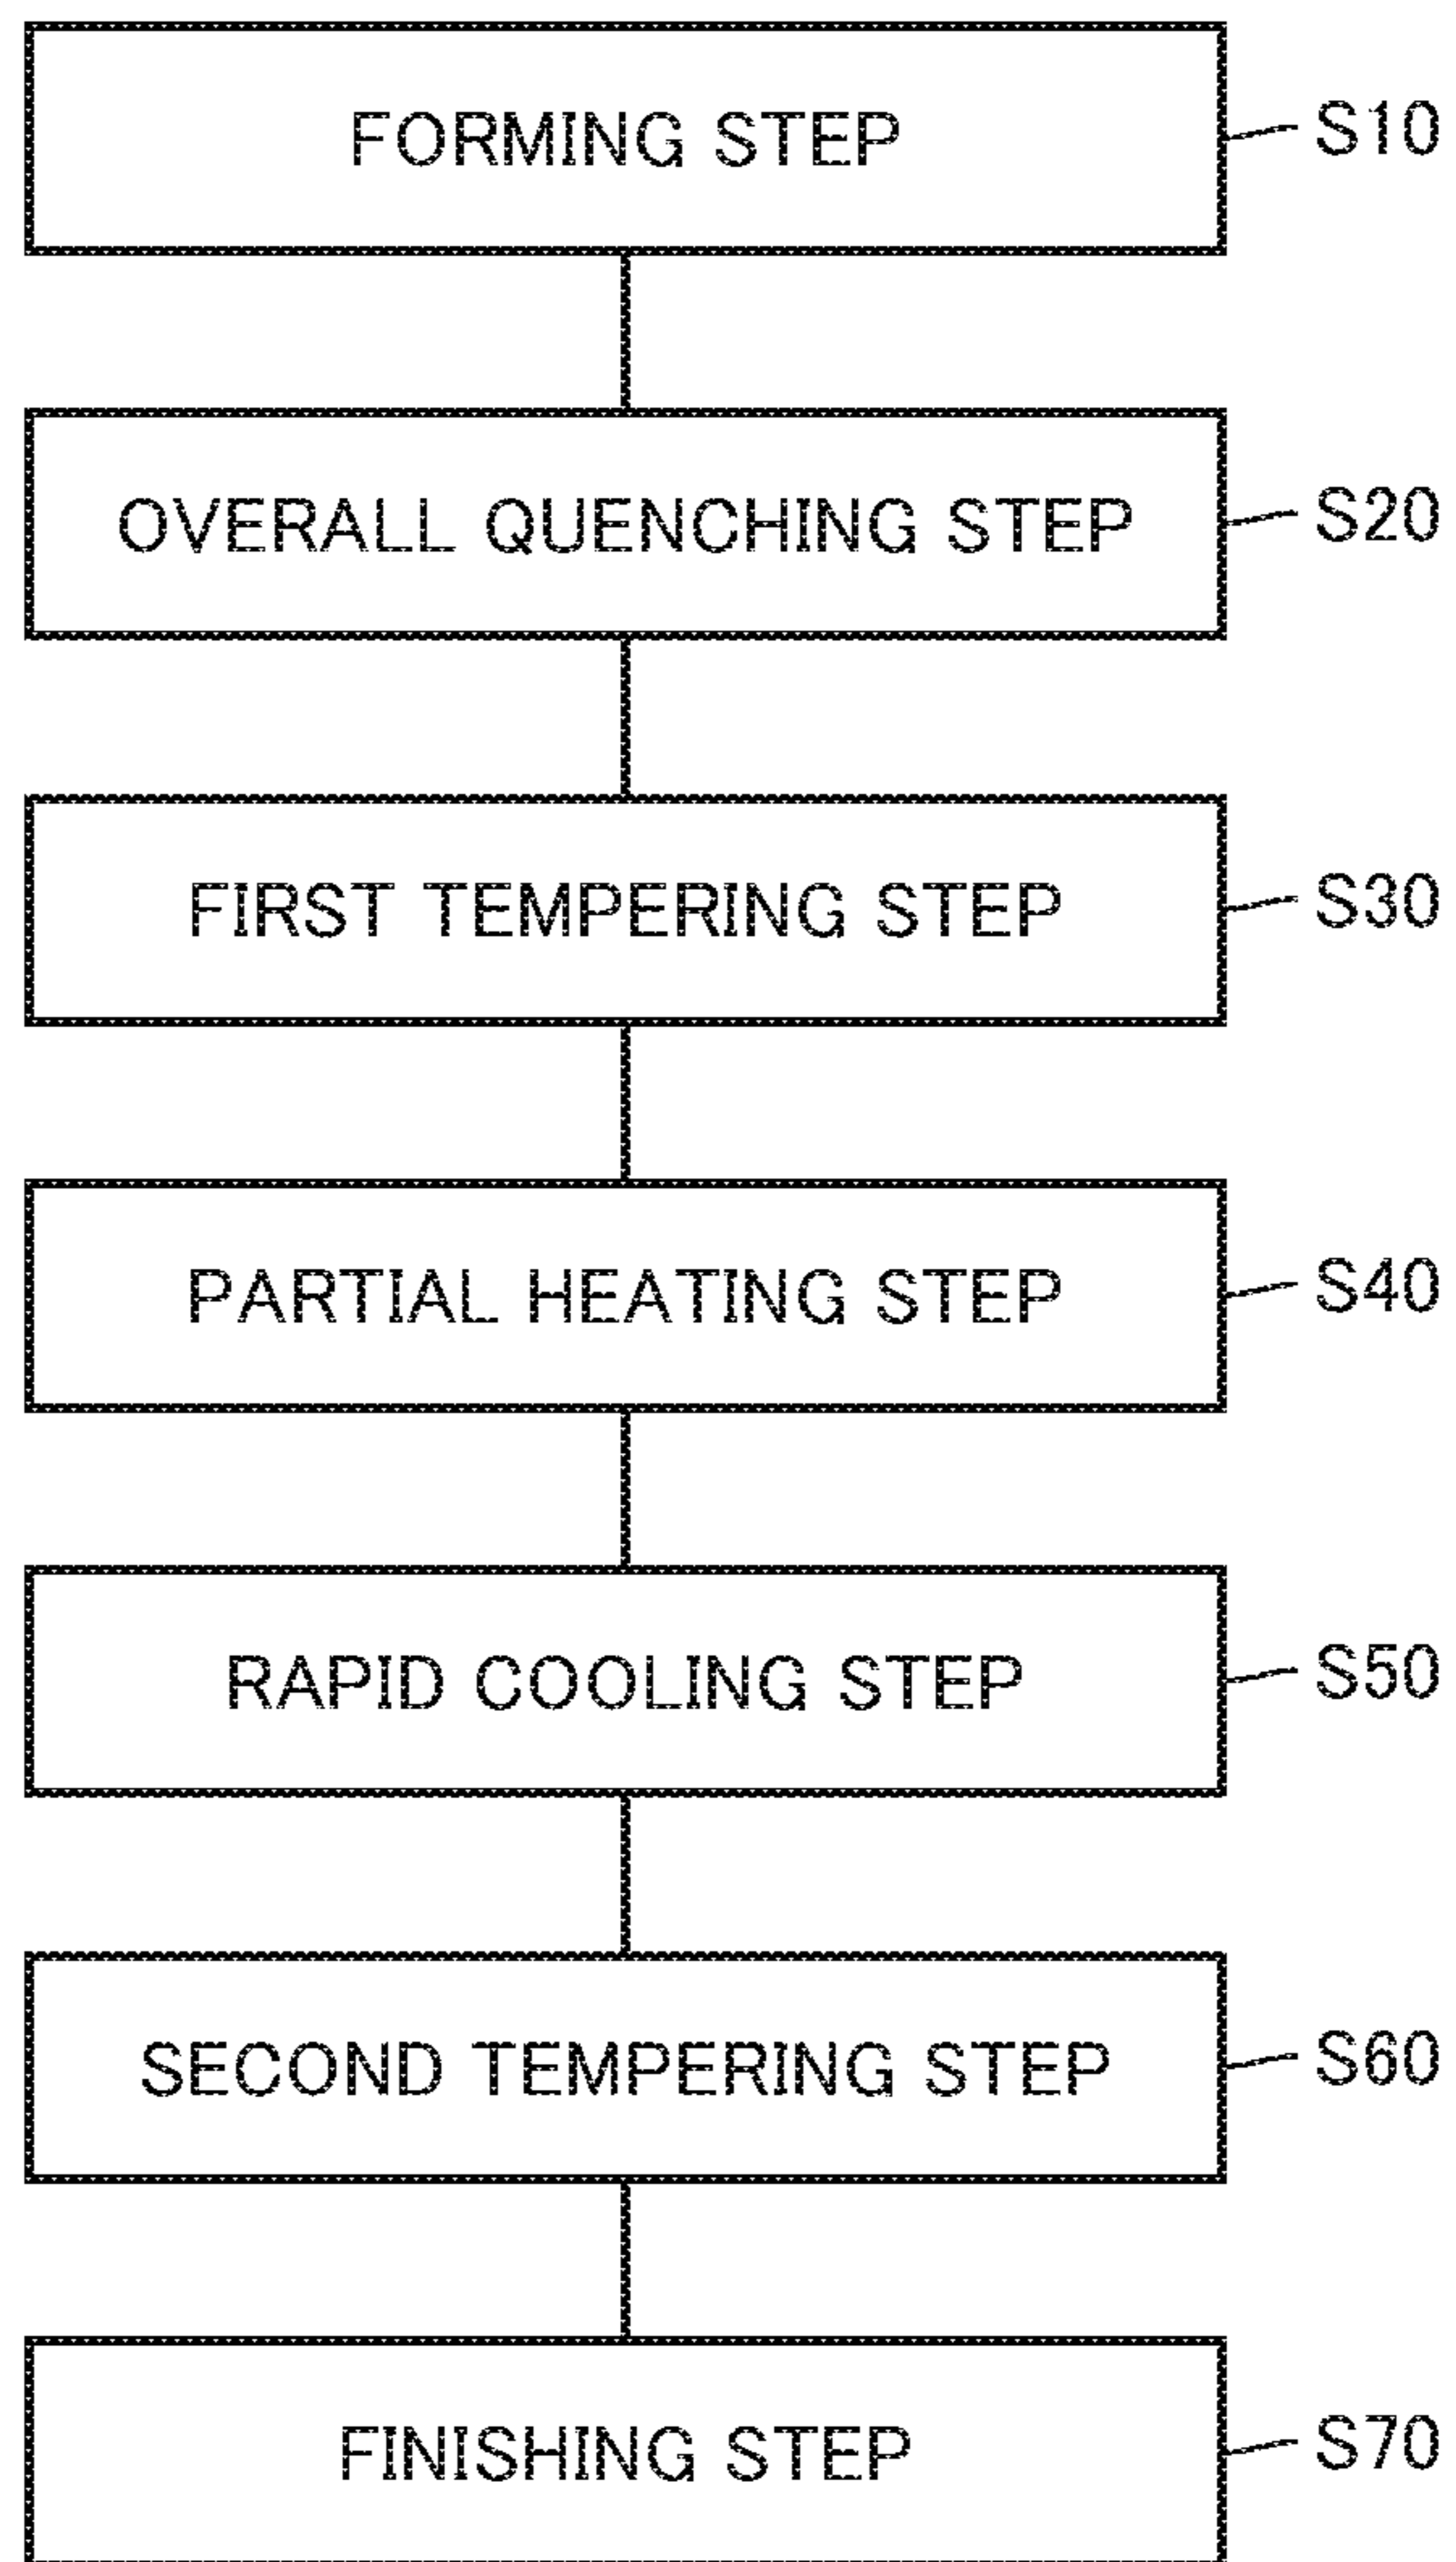 FORMING STEP S10
OVERALL QUENCHING STEP S20
FIRST TEMPERING STEP S30
PARTIAL HEATING STEP S40
RAPID COOLING STEP S50
SECOND TEMPERING STEP S60
FINISHING STEP S70